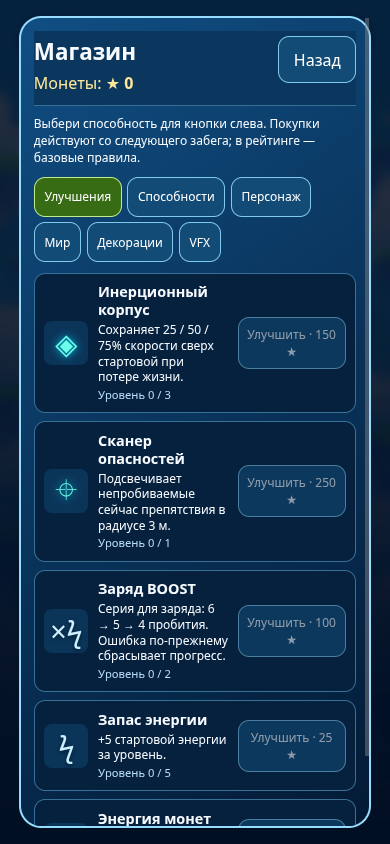 Магазин
Монеты: ★ 0
Назад
Выбери способность для кнопки слева. Покупки
действуют со следующего забега; в рейтинге —
базовые правила.
Улучшения
Способности
Персонаж
Мир
Декорации
VFX
Инерционный
корпус
Сохраняет 25 / 50 /
75% скорости сверх
стартовой при
потере жизни.
Уровень 0 / 3
Улучшить · 150
★
Сканер
опасностей
Подсвечивает
непробиваемые
сейчас препятствия в
радиусе 3 м.
Уровень 0 / 1
Улучшить · 250
★
Заряд BOOST
Серия для заряда: 6
→ 5 → 4 пробития.
Ошибка по-прежнему
сбрасывает прогресс.
Уровень 0 / 2
Улучшить · 100
★
Запас энергии
+5 стартовой энергии
за уровень.
Уровень 0 / 5
Улучшить · 25
★
Энергия монет